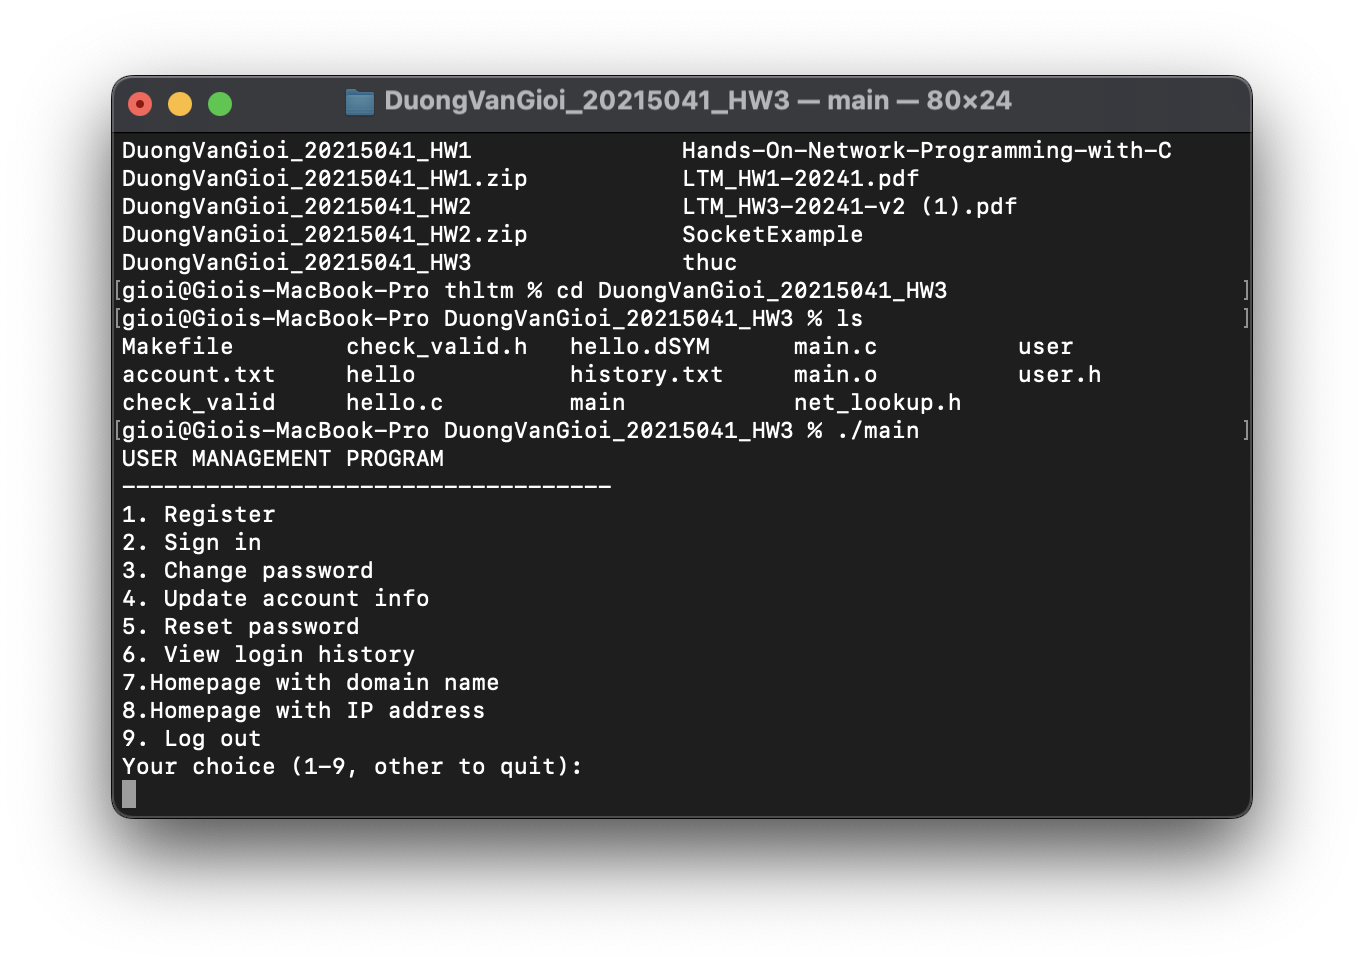 DuongVanGioi_20215041_HW3 — main — 80×24
DuongVanGioi_20215041_HW1 Hands-On-Network-Programming-with-C
DuongVanGioi_20215041_HW1.zip LTM_HW1-20241.pdf
DuongVanGioi_20215041_HW2 LTM_HW3-20241-v2 (1).pdf
DuongVanGioi_20215041_HW2.zip SocketExample
DuongVanGioi_20215041_HW3 thuc
[gioi@Giois-MacBook-Pro thltm % cd DuongVanGioi_20215041_HW3 ]
[gioi@Giois-MacBook-Pro DuongVanGioi_20215041_HW3 % ls ]
Makefile check_valid.h hello.dSYM main.c user
account.txt hello history.txt main.o user.h
check_valid hello.c main net_lookup.h
[gioi@Giois-MacBook-Pro DuongVanGioi_20215041_HW3 % ./main ]
USER MANAGEMENT PROGRAM
-----------------------------------
1. Register
2. Sign in
3. Change password
4. Update account info
5. Reset password
6. View login history
7.Homepage with domain name
8.Homepage with IP address
9. Log out
Your choice (1-9, other to quit):